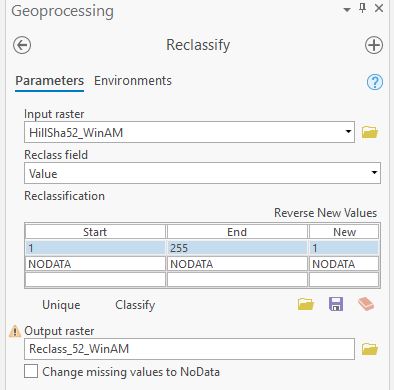 Geoprocessing
Reclassify
Parameters Environments
Input raster
HillSha52_WinAM
Reclass field
Value
Reclassification
Reverse New Values
Start End New
1 255 1
NODATA NODATA NODATA
Unique Classify
Output raster
Reclass_52_WinAM
Change missing values to NoData